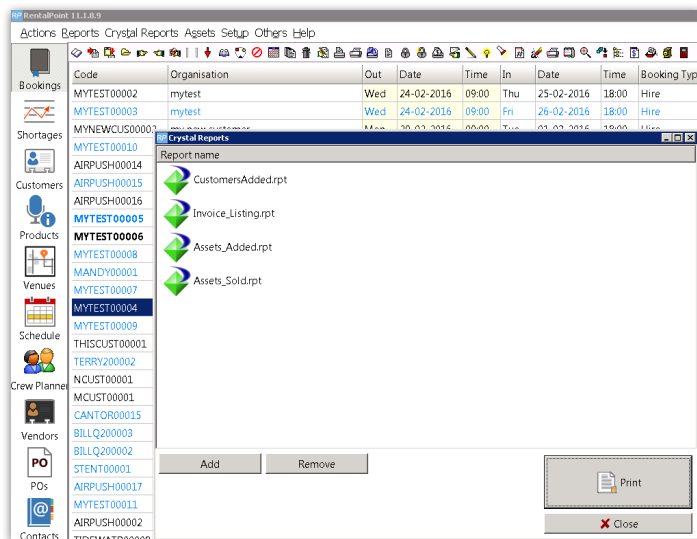 RP RentalPoint 11.1.8.9
Actions Reports Crystal Reports Assets Setup Others Help
Code Organisation Out Date Time In Date Time Booking Typ
MYTEST00002 mytest Wed 24-02-2016 09:00 Thu 25-02-2016 18:00 Hire
MYTEST00003 mytest Wed 24-02-2016 09:00 Fri 26-02-2016 18:00 Hire
MYTEST00010
AIRPUSH00014
AIRPUSH00015
AIRPUSH00016
MYTEST00005
MYTEST00006
MYTEST00008
MANDY00001
MYTEST00007
MYTEST00004
MYTEST00009
THISCUST00001
TERRY200002
NCUST00001
MCUST00001
CANTOR00015
BILLQ200003
BILLQ200002
STENT00001
AIRPUSH00017
MYTEST00011
AIRPUSH00002
Bookings
Shortages
Customers
Products
Venues
Schedule
Crew Planner
Vendors
PO
POs
@
Contacts
RP Crystal Reports
Report name
CustomersAdded.rpt
Invoice_Listing.rpt
Assets_Added.rpt
Assets_Sold.rpt
Add Remove
Print
Close